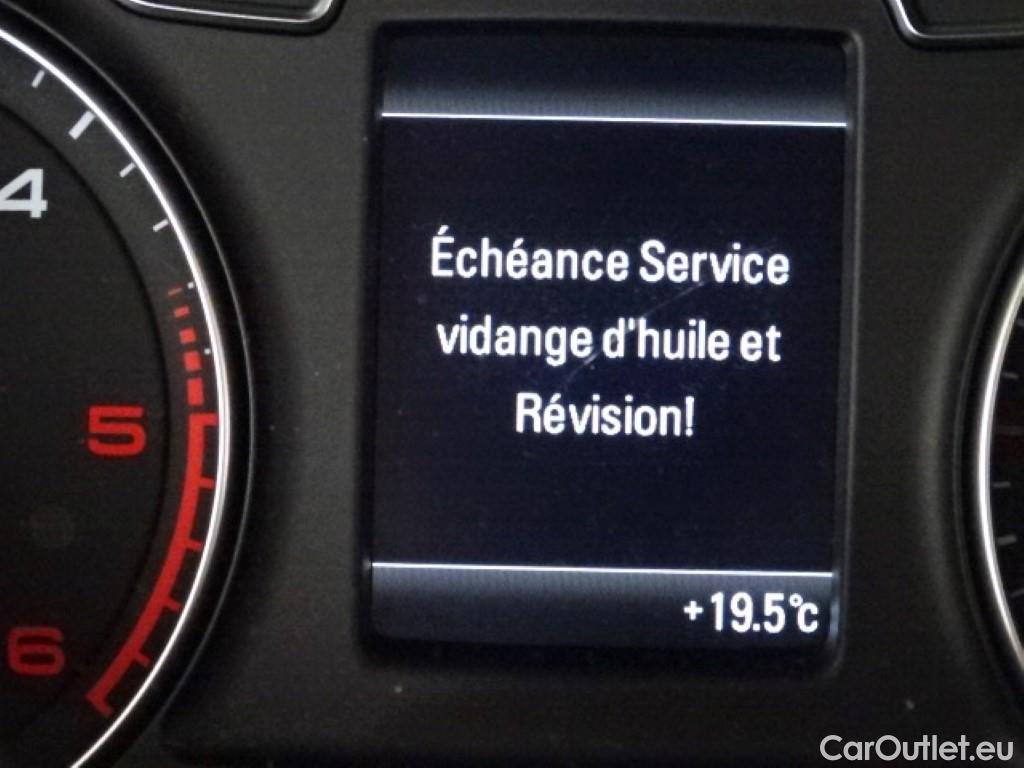 4
5
6
Échéance Service
vidange d'huile et
Révision!
+19.5°c
CarOutlet.eu